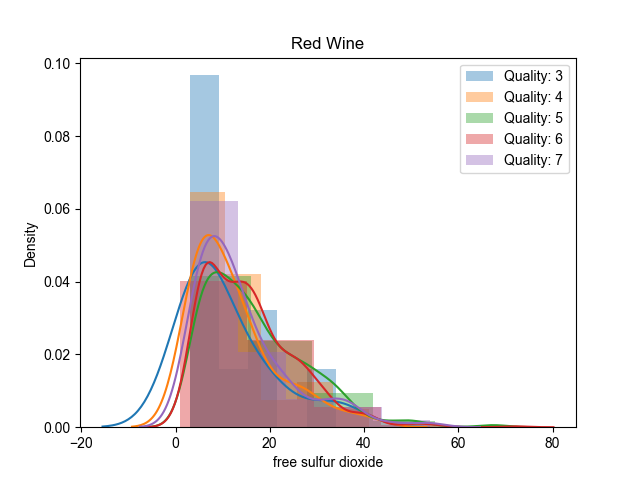 Red Wine
0.10
0.08
0.06
0.04
0.02
0.00
Density
Quality: 3
Quality: 4
Quality: 5
Quality: 6
Quality: 7
−20
0
20
40
60
80
free sulfur dioxide